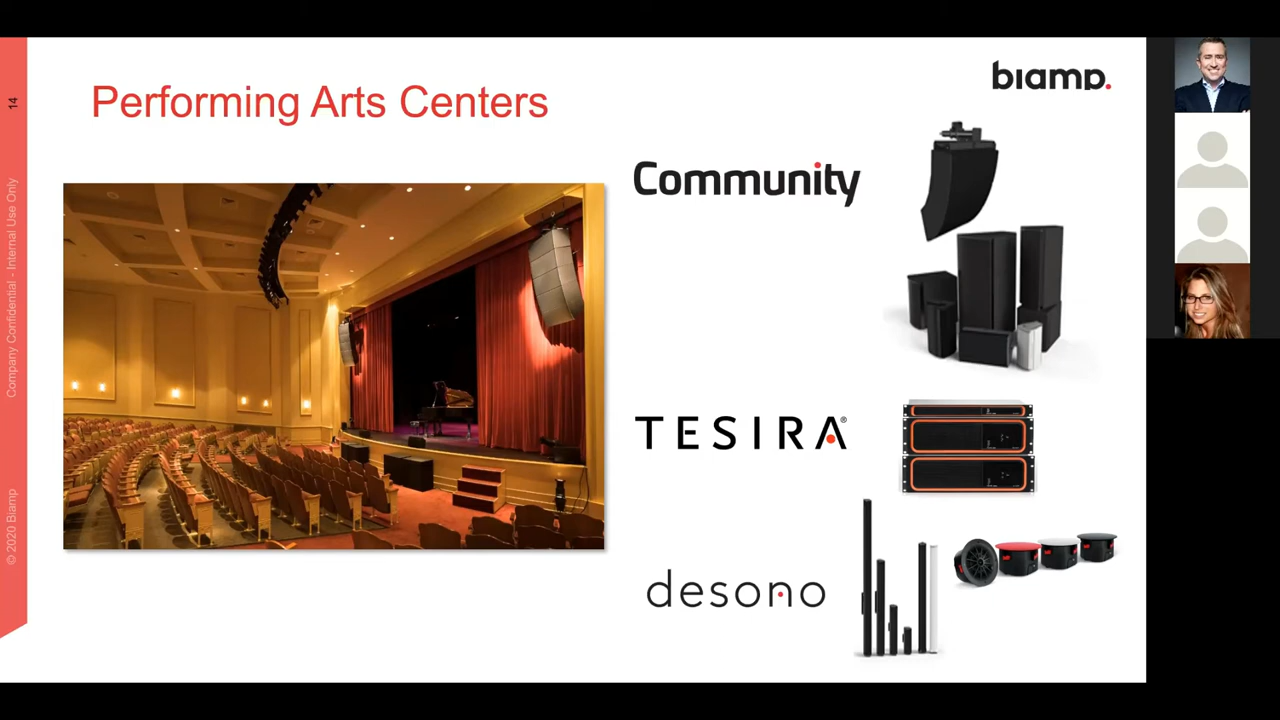 Performing Arts Centers
biamp.
Community
TESIRA®
desono
14
Company Confidential - Internal Use Only
© 2020 Biamp